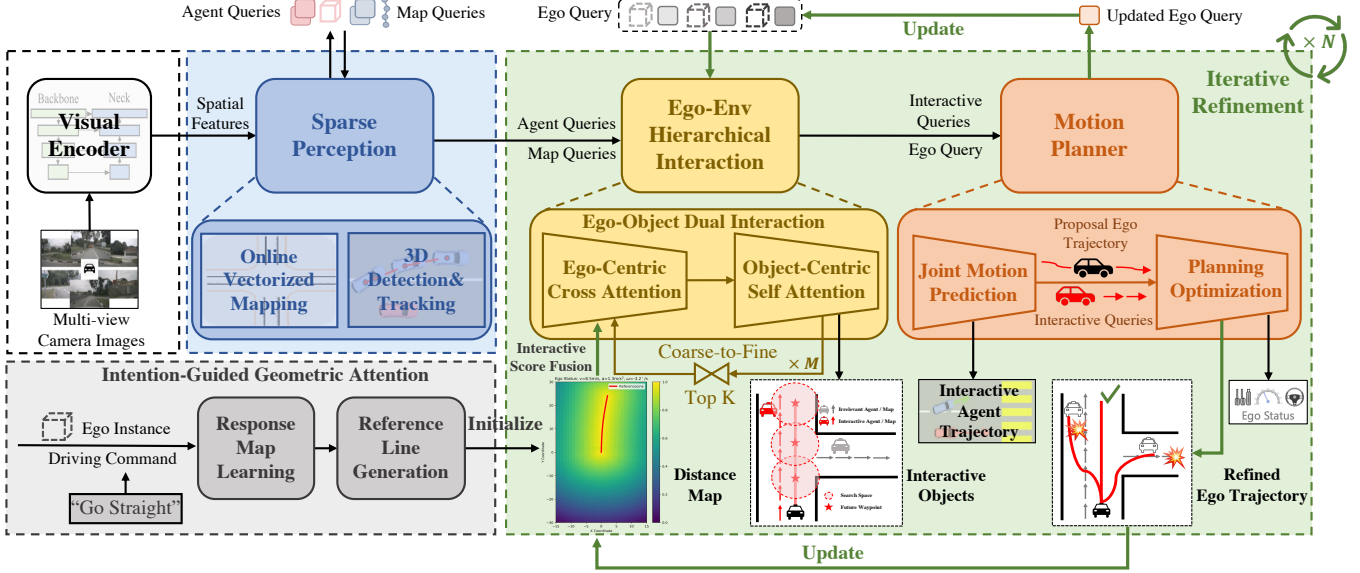 Agent Queries
Map Queries
Ego Query
Updated Ego Query
Update
× N
Iterative
Refinement
Backbone
Neck
Visual
Encoder
Spatial
Features
Sparse
Perception
Agent Queries
Map Queries
Ego-Env
Hierarchical
Interaction
Interactive
Queries
Ego Query
Motion
Planner
Multi-view
Camera Images
Online
Vectorized
Mapping
3D
Detection&
Tracking
Ego-Object Dual Interaction
Ego-Centric
Cross Attention
Object-Centric
Self Attention
Joint Motion
Prediction
Proposal Ego
Trajectory
Interactive Queries
Planning
Optimization
Interactive
Score Fusion
Coarse-to-Fine
× M
Top K
Intention-Guided Geometric Attention
Ego Instance
Driving Command
"Go Straight"
Response
Map
Learning
Reference
Line
Generation
Initialize
Distance
Map
Irrelevant Agent / Map
Interactive Agent / Map
Search Space
Future Waypoint
Interactive
Objects
Interactive
Agent
Trajectory
Ego Status
Refined
Ego Trajectory
Update